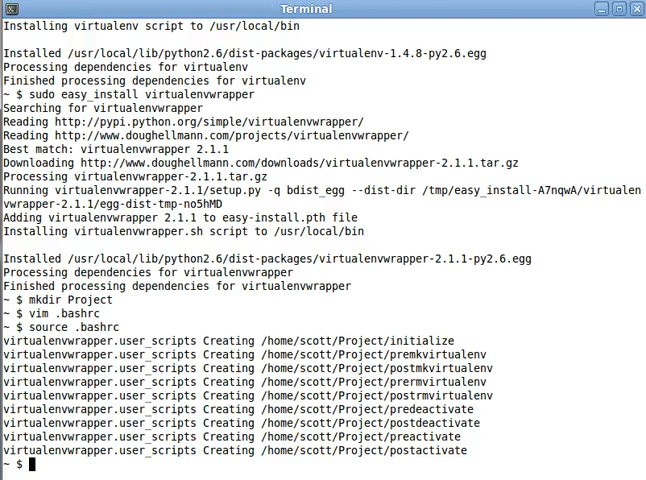 Terminal
Installing virtualenv script to /usr/local/bin
Installed /usr/local/lib/python2.6/dist-packages/virtualenv-1.4.8-py2.6.egg
Processing dependencies for virtualenv
Finished processing dependencies for virtualenv
~ $ sudo easy_install virtualenvwrapper
Searching for virtualenvwrapper
Reading http://pypi.python.org/simple/virtualenvwrapper/
Reading http://www.doughellmann.com/projects/virtualenvwrapper/
Best match: virtualenvwrapper 2.1.1
Downloading http://www.doughellmann.com/downloads/virtualenvwrapper-2.1.1.tar.gz
Processing virtualenvwrapper-2.1.1.tar.gz
Running virtualenvwrapper-2.1.1/setup.py -q bdist_egg --dist-dir /tmp/easy_install-A7nqwA/virtualen
vwrapper-2.1.1/egg-dist-tmp-no5hMD
Adding virtualenvwrapper 2.1.1 to easy-install.pth file
Installing virtualenvwrapper.sh script to /usr/local/bin
Installed /usr/local/lib/python2.6/dist-packages/virtualenvwrapper-2.1.1-py2.6.egg
Processing dependencies for virtualenvwrapper
Finished processing dependencies for virtualenvwrapper
~ $ mkdir Project
~ $ vim .bashrc
~ $ source .bashrc
virtualenvwrapper.user_scripts Creating /home/scott/Project/initialize
virtualenvwrapper.user_scripts Creating /home/scott/Project/premkvirtualenv
virtualenvwrapper.user_scripts Creating /home/scott/Project/postmkvirtualenv
virtualenvwrapper.user_scripts Creating /home/scott/Project/prermvirtualenv
virtualenvwrapper.user_scripts Creating /home/scott/Project/postrmvirtualenv
virtualenvwrapper.user_scripts Creating /home/scott/Project/predeactivate
virtualenvwrapper.user_scripts Creating /home/scott/Project/postdeactivate
virtualenvwrapper.user_scripts Creating /home/scott/Project/preactivate
virtualenvwrapper.user_scripts Creating /home/scott/Project/postactivate
~ $